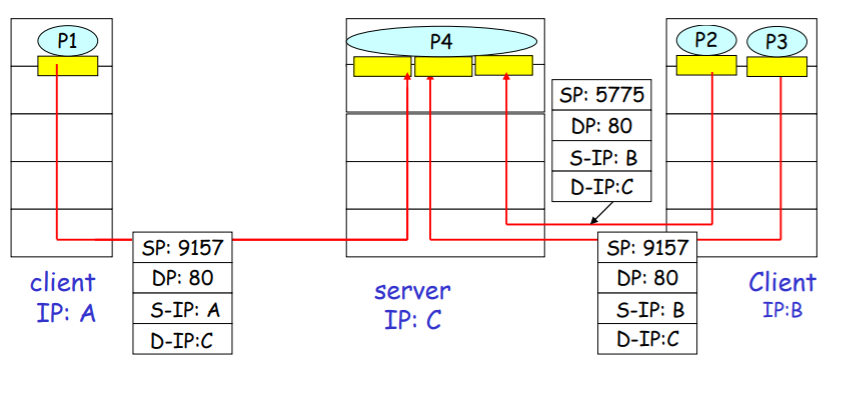 P1
P4
P2
P3
SP: 5775
DP: 80
S-IP: B
D-IP:C
SP: 9157
DP: 80
S-IP: A
D-IP:C
SP: 9157
DP: 80
S-IP: B
D-IP:C
client
IP: A
server
IP: C
Client
IP:B